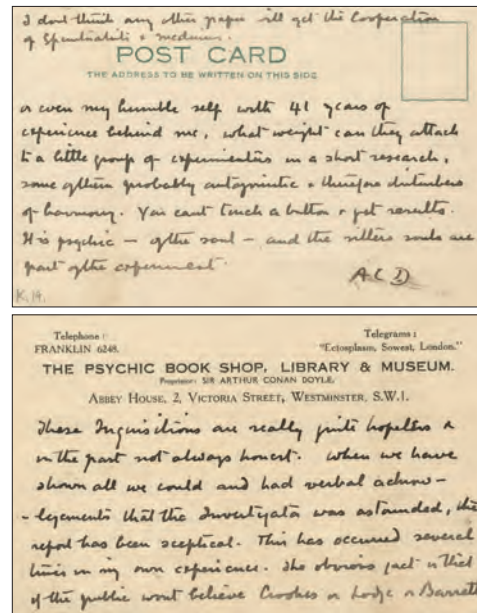 I dont think any other paper will get the Cooperation
of Spiritualists & mediums.
POST CARD
THE ADDRESS TO BE WRITTEN ON THIS SIDE
or even my humble self with 41 years of
experience behind me, what weight can they attach
to a little group of experimenters in a short research,
some of them probably antagonistic & therefore disturbers
of harmony. You cant touch a button & get results.
It is psychic — of the soul — and the sitters souls are
part of the experiment.
A C D
K.14.
Telephone:
FRANKLIN 6248.
Telegrams:
"Ectoplasm, Sowest, London."
THE PSYCHIC BOOK SHOP, LIBRARY & MUSEUM.
Proprietor: SIR ARTHUR CONAN DOYLE.
ABBEY HOUSE, 2, VICTORIA STREET, WESTMINSTER, S.W.1.
These Inquisitions are really quite hopeless &
in the past not always honest. When we have
shown all we could and had verbal acknow-
-legements that the Investigator was astounded, the
report has been sceptical. This has occurred several
times in my own experience. The obvious fact is that
if the public wont believe Crookes or Lodge or Barrett